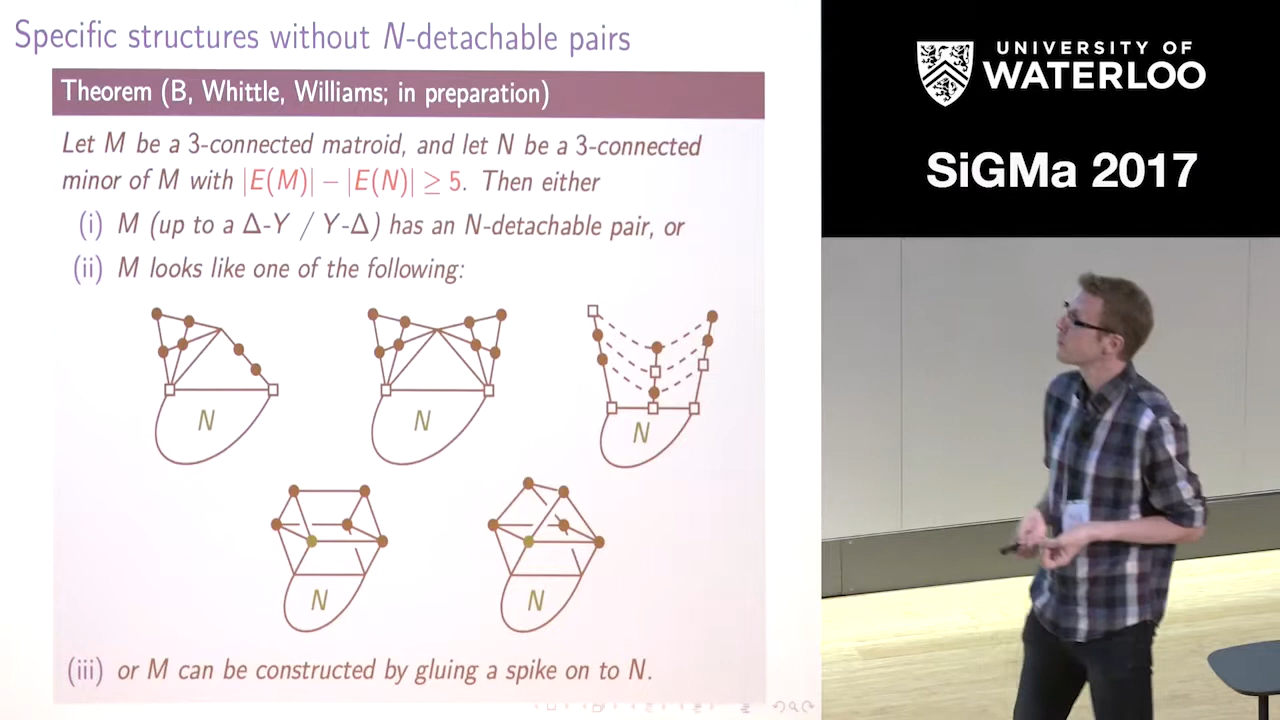 Specific structures without N-detachable pairs
Theorem (B, Whittle, Williams; in preparation)
Let M be a 3-connected matroid, and let N be a 3-connected
minor of M with |E(M)| − |E(N)| ≥ 5. Then either
(i) M (up to a Δ-Y / Y-Δ) has an N-detachable pair, or
(ii) M looks like one of the following:
N
N
N
N
N
(iii) or M can be constructed by gluing a spike on to N.
UNIVERSITY OF
WATERLOO
SiGMa 2017